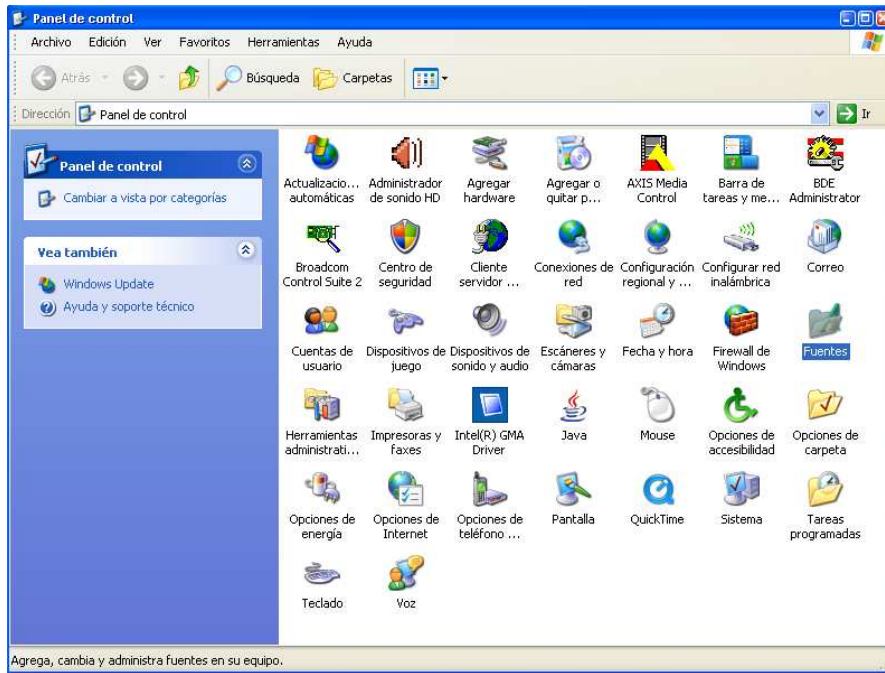 Panel de control
Archivo Edición Ver Favoritos Herramientas Ayuda
Atrás Búsqueda Carpetas
Dirección Panel de control Ir
Panel de control
Cambiar a vista por categorías
Vea también
Windows Update
Ayuda y soporte técnico
Actualizacio... Administrador Agregar Agregar o AXIS Media Barra de BDE
automáticas de sonido HD hardware quitar p... Control tareas y me... Administrator
Broadcom Centro de Cliente Conexiones de Configuración Configurar red Correo
Control Suite 2 seguridad servidor ... red regional y ... inalámbrica
Cuentas de Dispositivos de Dispositivos de Escáneres y Fecha y hora Firewall de Fuentes
usuario juego sonido y audio cámaras Windows
Herramientas Impresoras y Intel(R) GMA Java Mouse Opciones de Opciones de
administrati... faxes Driver accesibilidad carpeta
Opciones de Opciones de Opciones de Pantalla QuickTime Sistema Tareas
energía Internet teléfono ... programadas
Teclado Voz
Agrega, cambia y administra fuentes en su equipo.